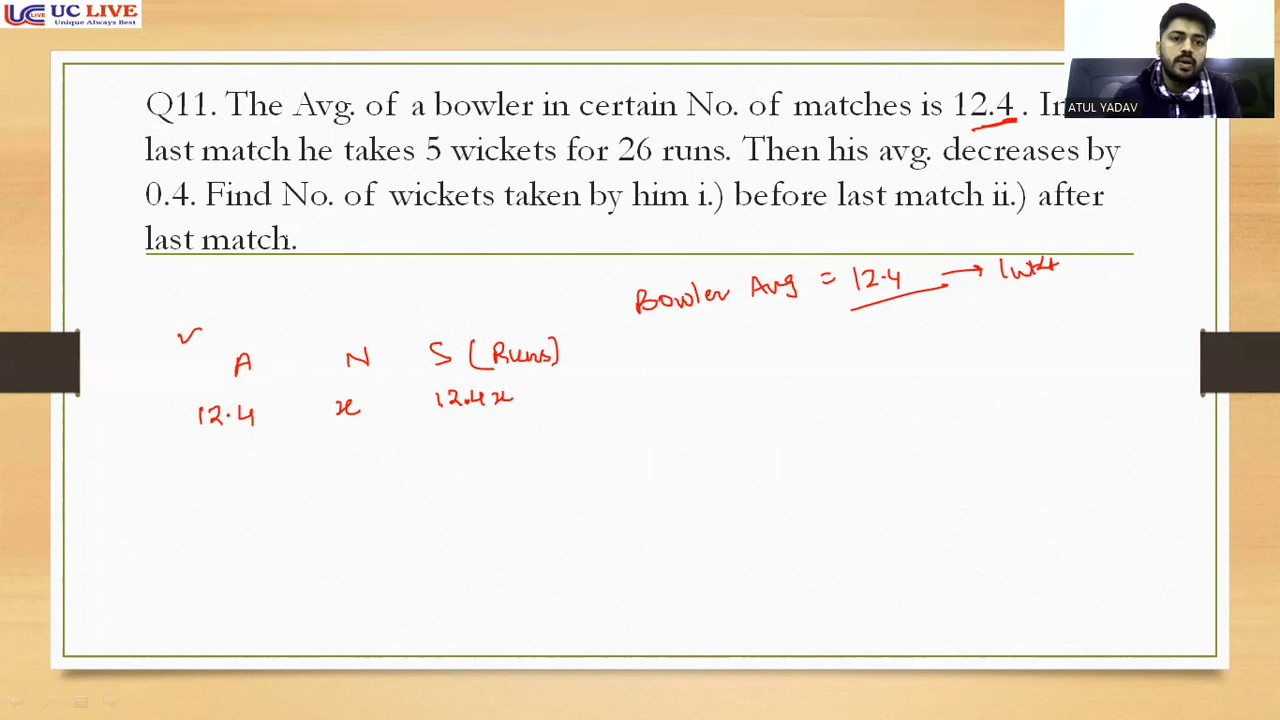 UC LIVE
Unique Always Best
Q11. The Avg. of a bowler in certain No. of matches is 12.4 . In
last match he takes 5 wickets for 26 runs. Then his avg. decreases by
0.4. Find No. of wickets taken by him i.) before last match ii.) after
last match.
ATUL YADAV
Bowler Avg = 12.4 → 1wkt
A N S (Runs)
12.4 x 12.4x